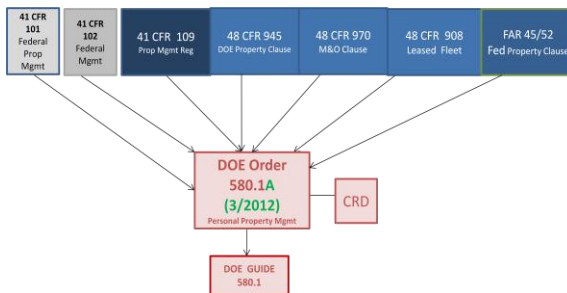 41 CFR
101
Federal
Prop
Mgmt
41 CFR
102
Federal
Mgmt
41 CFR 109
Prop Mgmt Reg
48 CFR 945
DOE Property Clause
48 CFR 970
M&O Clause
48 CFR 908
Leased Fleet
FAR 45/52
Fed Property Clause
DOE Order
580.1A
(3/2012)
Personal Property Mgmt
CRD
DOE GUIDE
580.1